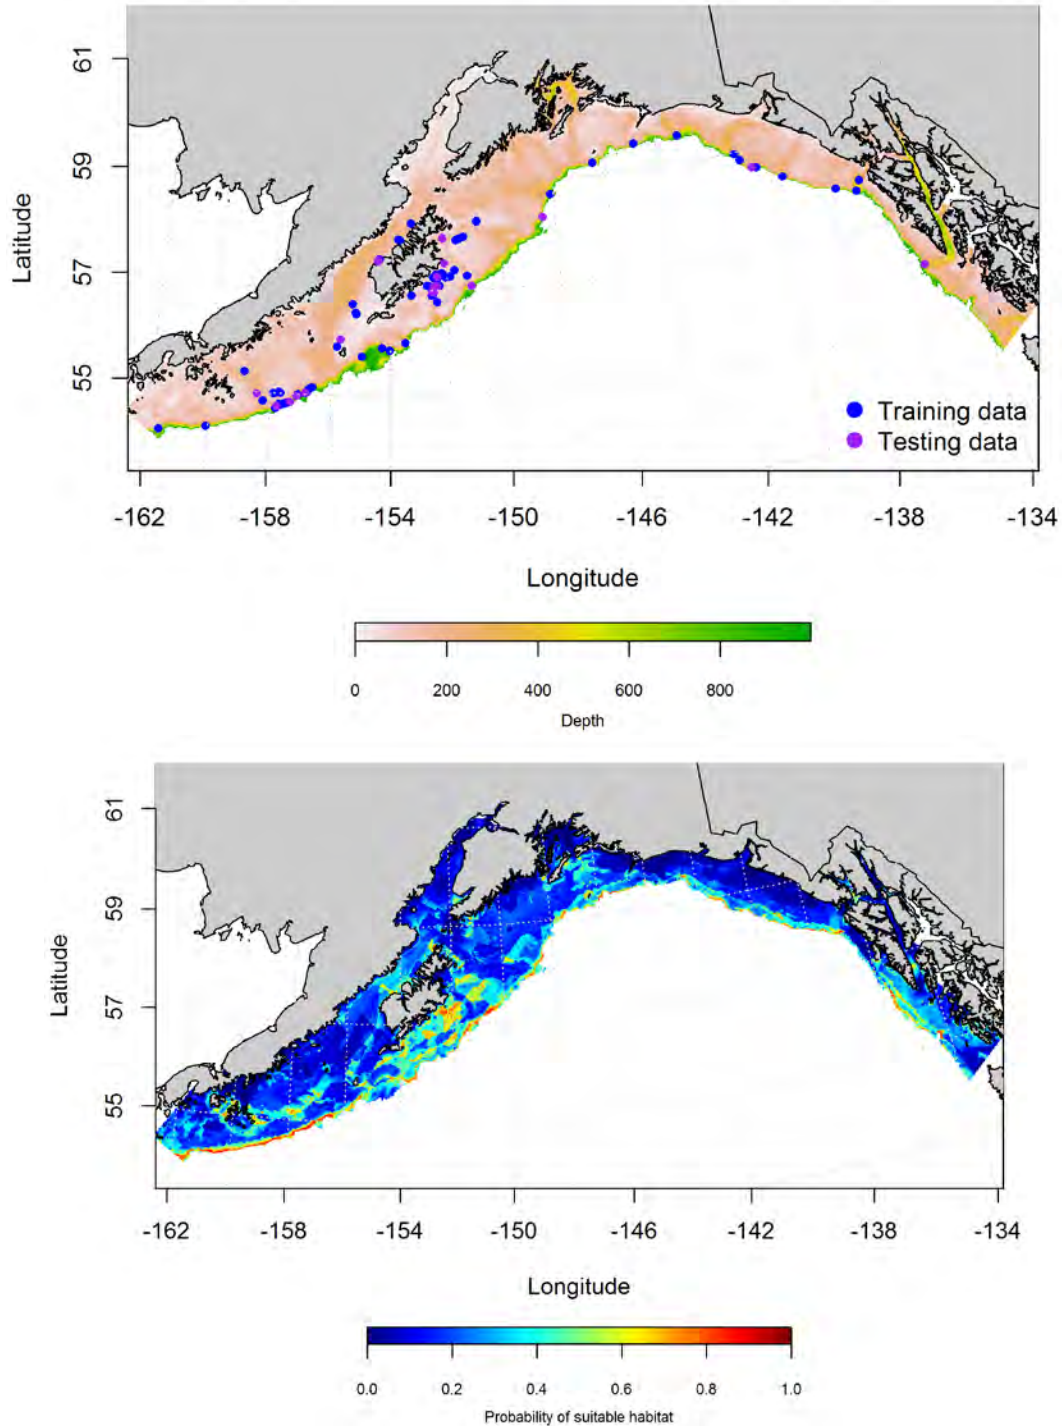 61
59
57
55
Latitude
Training data
Testing data
-162 -158 -154 -150 -146 -142 -138 -134
Longitude
0 200 400 600 800
Depth
61
59
57
55
Latitude
-162 -158 -154 -150 -146 -142 -138 -134
Longitude
0.0 0.2 0.4 0.6 0.8 1.0
Probability of suitable habitat